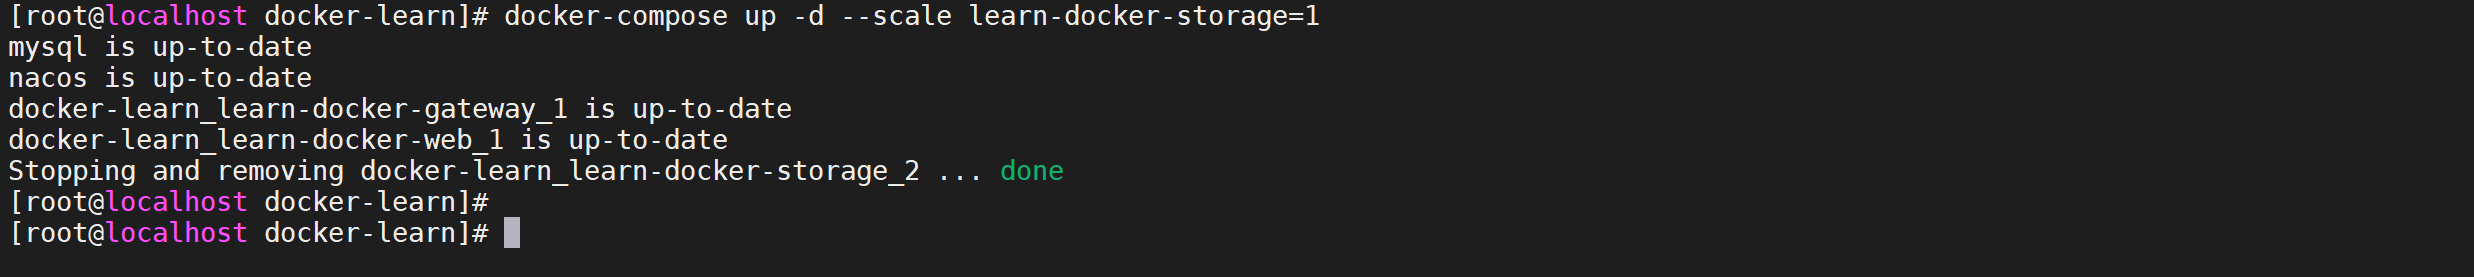 [root@localhost docker-learn]# docker-compose up -d --scale learn-docker-storage=1
mysql is up-to-date
nacos is up-to-date
docker-learn_learn-docker-gateway_1 is up-to-date
docker-learn_learn-docker-web_1 is up-to-date
Stopping and removing docker-learn_learn-docker-storage_2 ... done
[root@localhost docker-learn]#
[root@localhost docker-learn]#